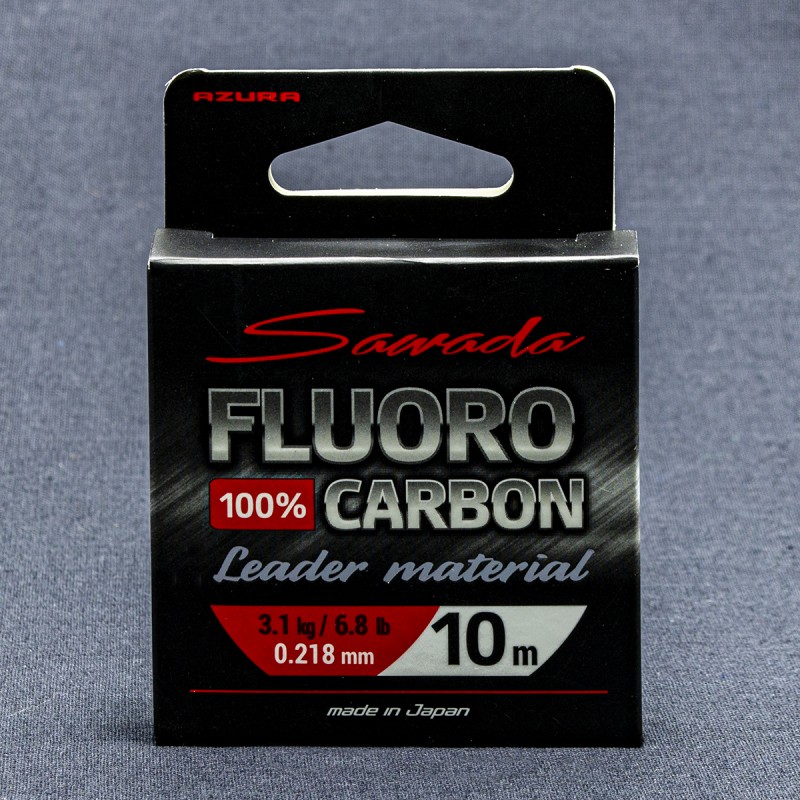 AZURA
Sawada
FLUORO
100% CARBON
Leader material
3.1 kg / 6.8 lb
0.218 mm
10 m
made in Japan